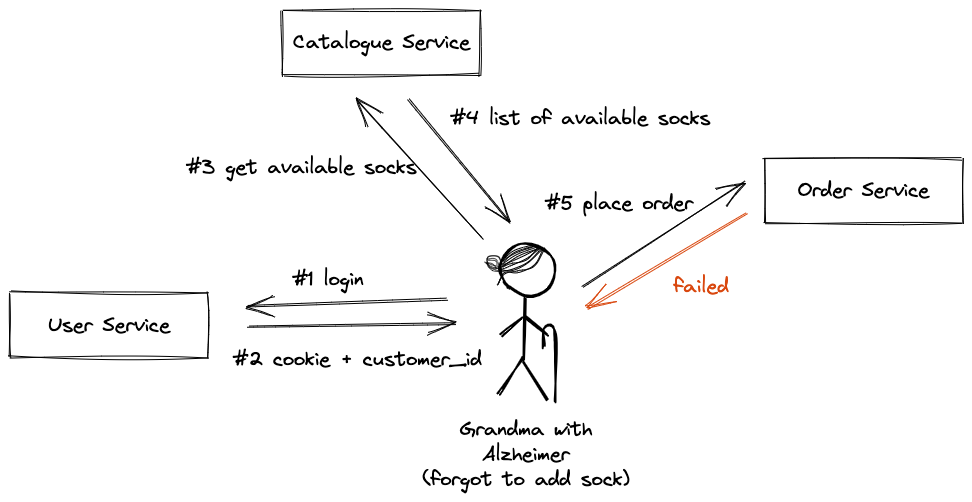 Catalogue Service
#4 list of available socks
#3 get available socks
Order Service
#5 place order
failed
#1 login
User Service
#2 cookie + customer_id
Grandma with
Alzheimer
(forgot to add sock)